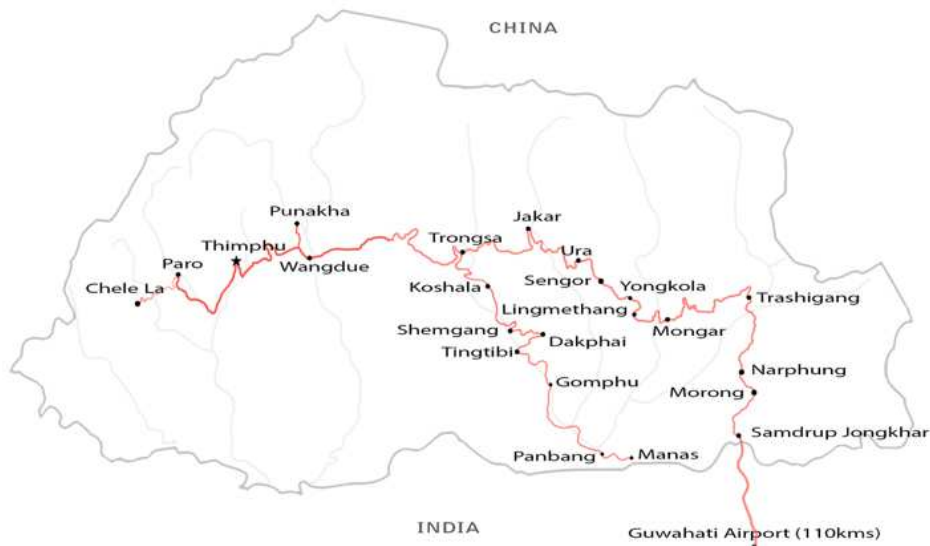 CHINA
Punakha
Jakar
Thimphu
Trongsa
Ura
Wangdue
Paro
Chele La
Koshala
Sengor
Yongkola
Trashigang
Lingmethang
Shemgang
Mongar
Dakphai
Tingtibi
Narphung
Gomphu
Morong
Samdrup Jongkhar
Panbang
Manas
INDIA
Guwahati Airport (110kms)